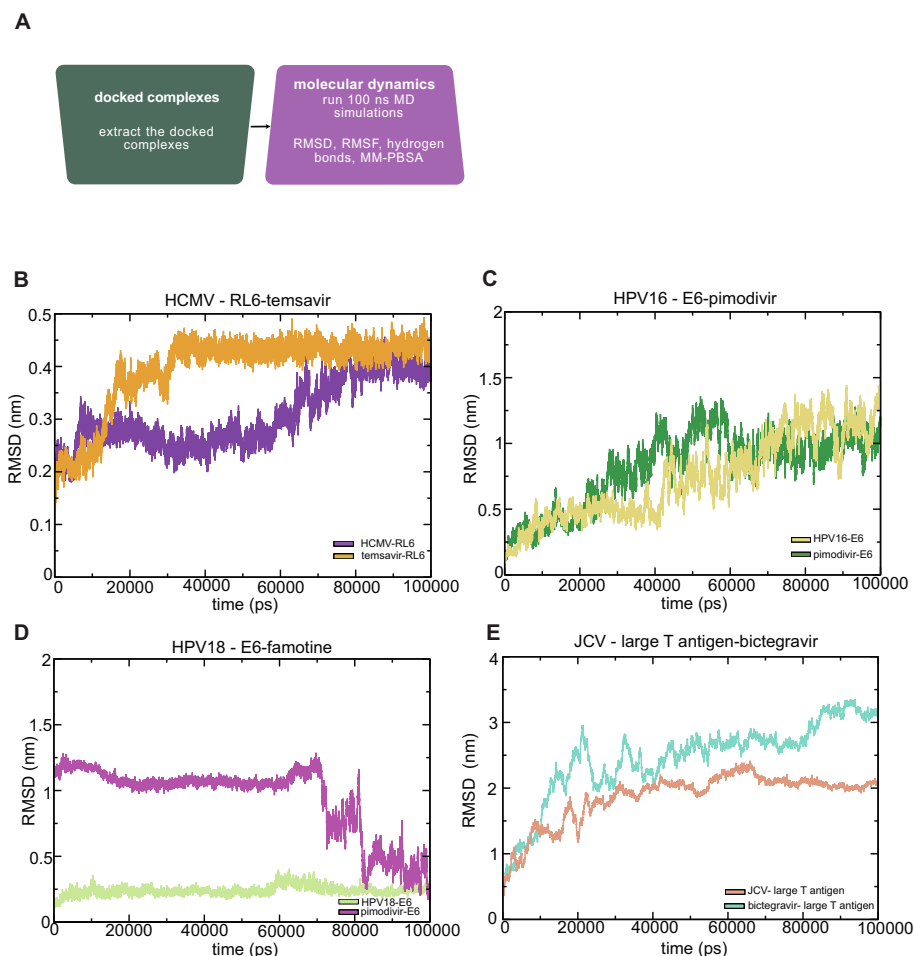 A
docked complexes
extract the docked
complexes
molecular dynamics
run 100 ns MD
simulations
RMSD, RMSF, hydrogen
bonds, MM-PBSA
B
HCMV - RL6-temsavir
0.5
0.4
0.3
0.2
0.1
0
RMSD (nm)
HCMV-RL6
temsavir-RL6
0
20000
40000
60000
80000
100000
time (ps)
C
HPV16 - E6-pimodivir
2
1.5
1
0.5
0
RMSD (nm)
HPV16-E6
pimodivir-E6
0
20000
40000
60000
80000
100000
time (ps)
D
HPV18 - E6-famotine
2
1.5
1
0.5
0
RMSD (nm)
HPV18-E6
pimodivir-E6
0
20000
40000
60000
80000
100000
time (ps)
E
JCV - large T antigen-bictegravir
4
3
2
1
0
RMSD (nm)
JCV- large T antigen
bictegravir- large T antigen
0
20000
40000
60000
80000
100000
time (ps)